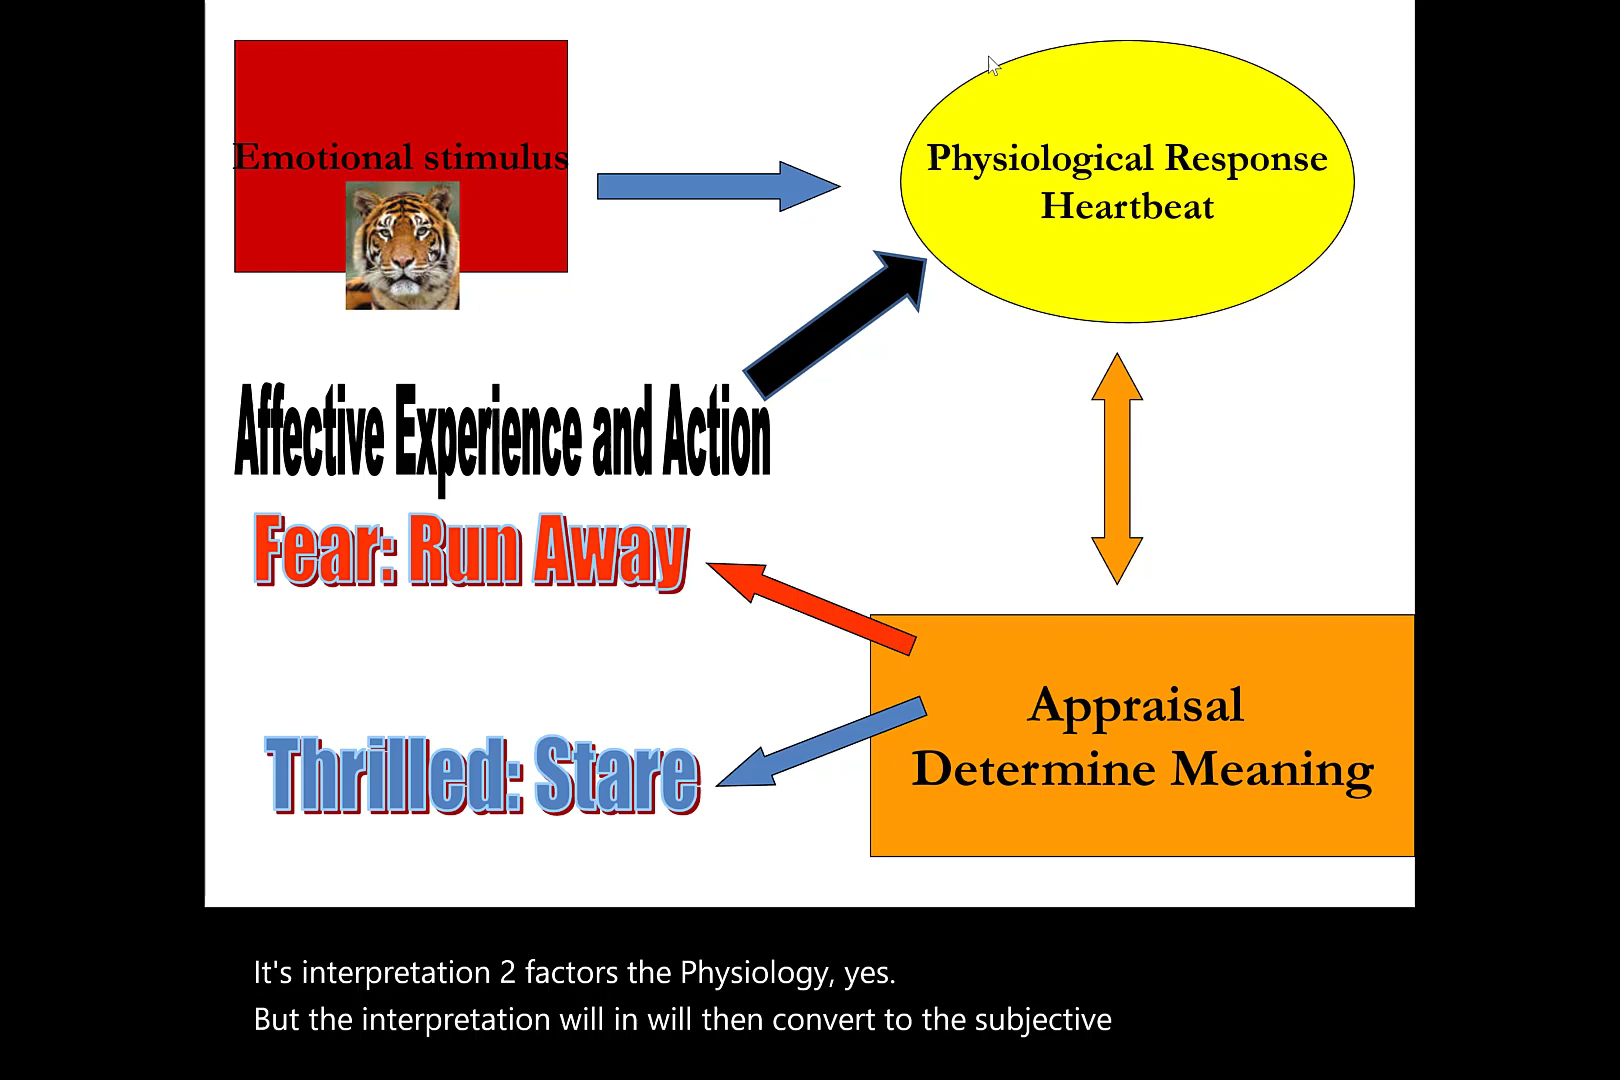 Emotional stimulus
Physiological Response
Heartbeat
Affective Experience and Action
Fear: Run Away
Thrilled: Stare
Appraisal
Determine Meaning
It's interpretation 2 factors the Physiology, yes.
But the interpretation will in will then convert to the subjective